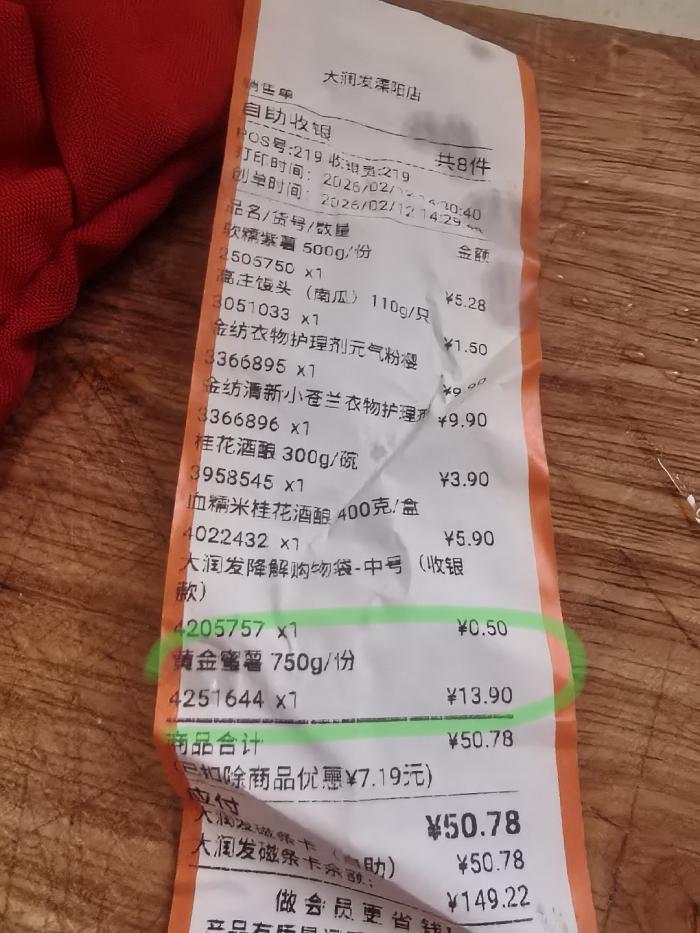 大润发溧阳店
销售单
自助收银
共8件
POS号:219 收银员:219
打印时间: 2026/02/12 14:30:40
创单时间: 2026/02/12 14:29
品名/货号/数量 金额
软糯紫薯 500g/份
2505750 x1 ¥5.28
高庄馒头（南瓜）110g/只
3051033 x1 ¥1.50
金纺衣物护理剂元气粉樱
3366895 x1 ¥9.90
金纺清新小苍兰衣物护理剂
3366896 x1 ¥9.90
桂花酒酿 300g/碗
3958545 x1 ¥3.90
血糯米桂花酒酿 400克/盒
4022432 x1 ¥5.90
大润发降解购物袋-中号（收银
款）
4205757 x1 ¥0.50
黄金蜜薯 750g/份
4251644 x1 ¥13.90
商品合计 ¥50.78
(已扣除商品优惠¥7.19元)
应付 ¥50.78
大润发磁条卡（自助） ¥50.78
大润发磁条卡余额: ¥149.22
做会员更省钱!